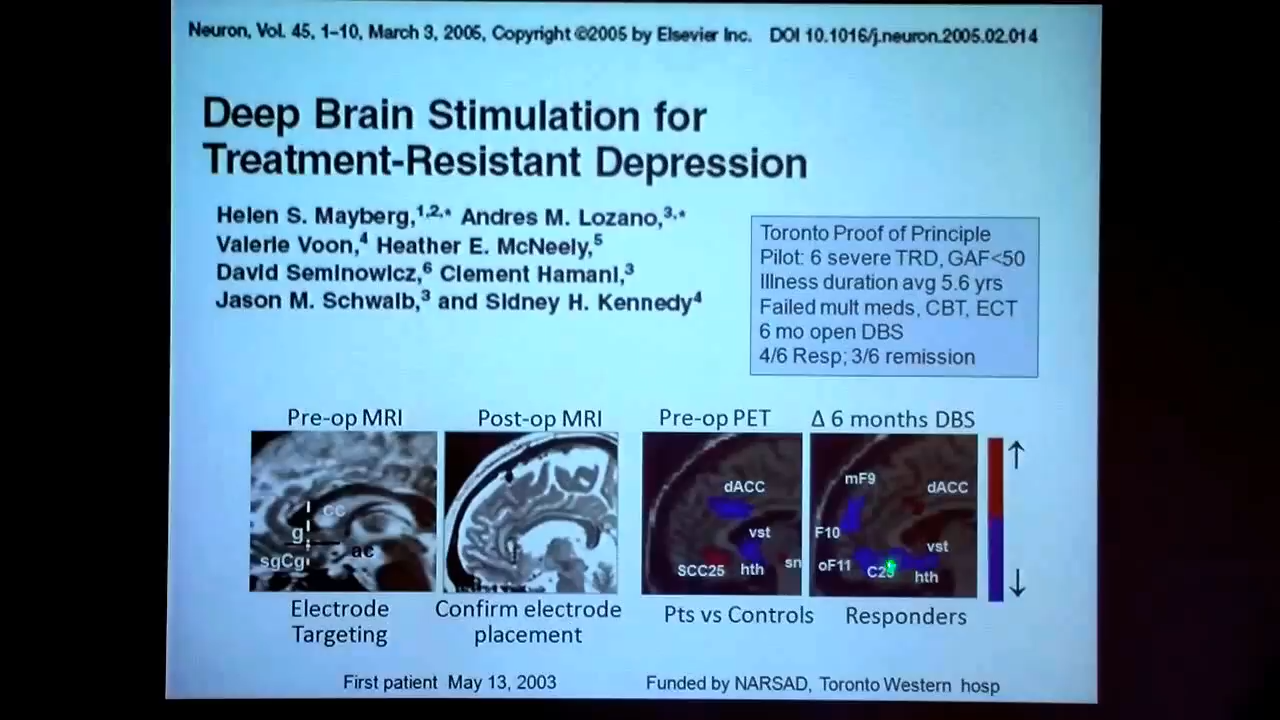 Neuron, Vol. 45, 1–10, March 3, 2005, Copyright ©2005 by Elsevier Inc. DOI 10.1016/j.neuron.2005.02.014
Deep Brain Stimulation for
Treatment-Resistant Depression
Helen S. Mayberg,1,2,* Andres M. Lozano,3,*
Valerie Voon,4 Heather E. McNeely,5
David Seminowicz,6 Clement Hamani,3
Jason M. Schwalb,3 and Sidney H. Kennedy4
Toronto Proof of Principle
Pilot: 6 severe TRD, GAF<50
Illness duration avg 5.6 yrs
Failed mult meds, CBT, ECT
6 mo open DBS
4/6 Resp; 3/6 remission
Pre-op MRI
cc
g
ac
sgCg
Electrode
Targeting
Post-op MRI
Confirm electrode
placement
Pre-op PET
dACC
vst
sn
SCC25 hth
Pts vs Controls
Δ 6 months DBS
mF9
dACC
F10
vst
oF11 C25 hth
Responders
↑
↓
First patient May 13, 2003
Funded by NARSAD, Toronto Western hosp